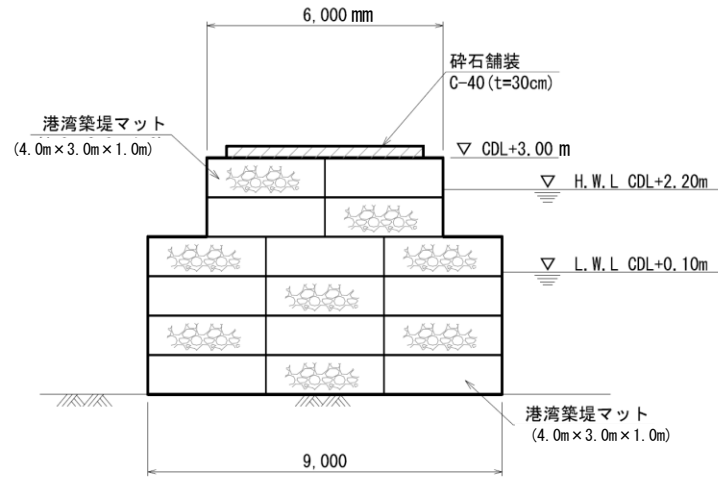 6,000 mm
砕石舗装
C-40(t=30cm)
港湾築堤マット
(4.0m×3.0m×1.0m)
▽ CDL+3.00 m
▽ H.W.L CDL+2.20m
▽ L.W.L CDL+0.10m
港湾築堤マット
(4.0m×3.0m×1.0m)
9,000